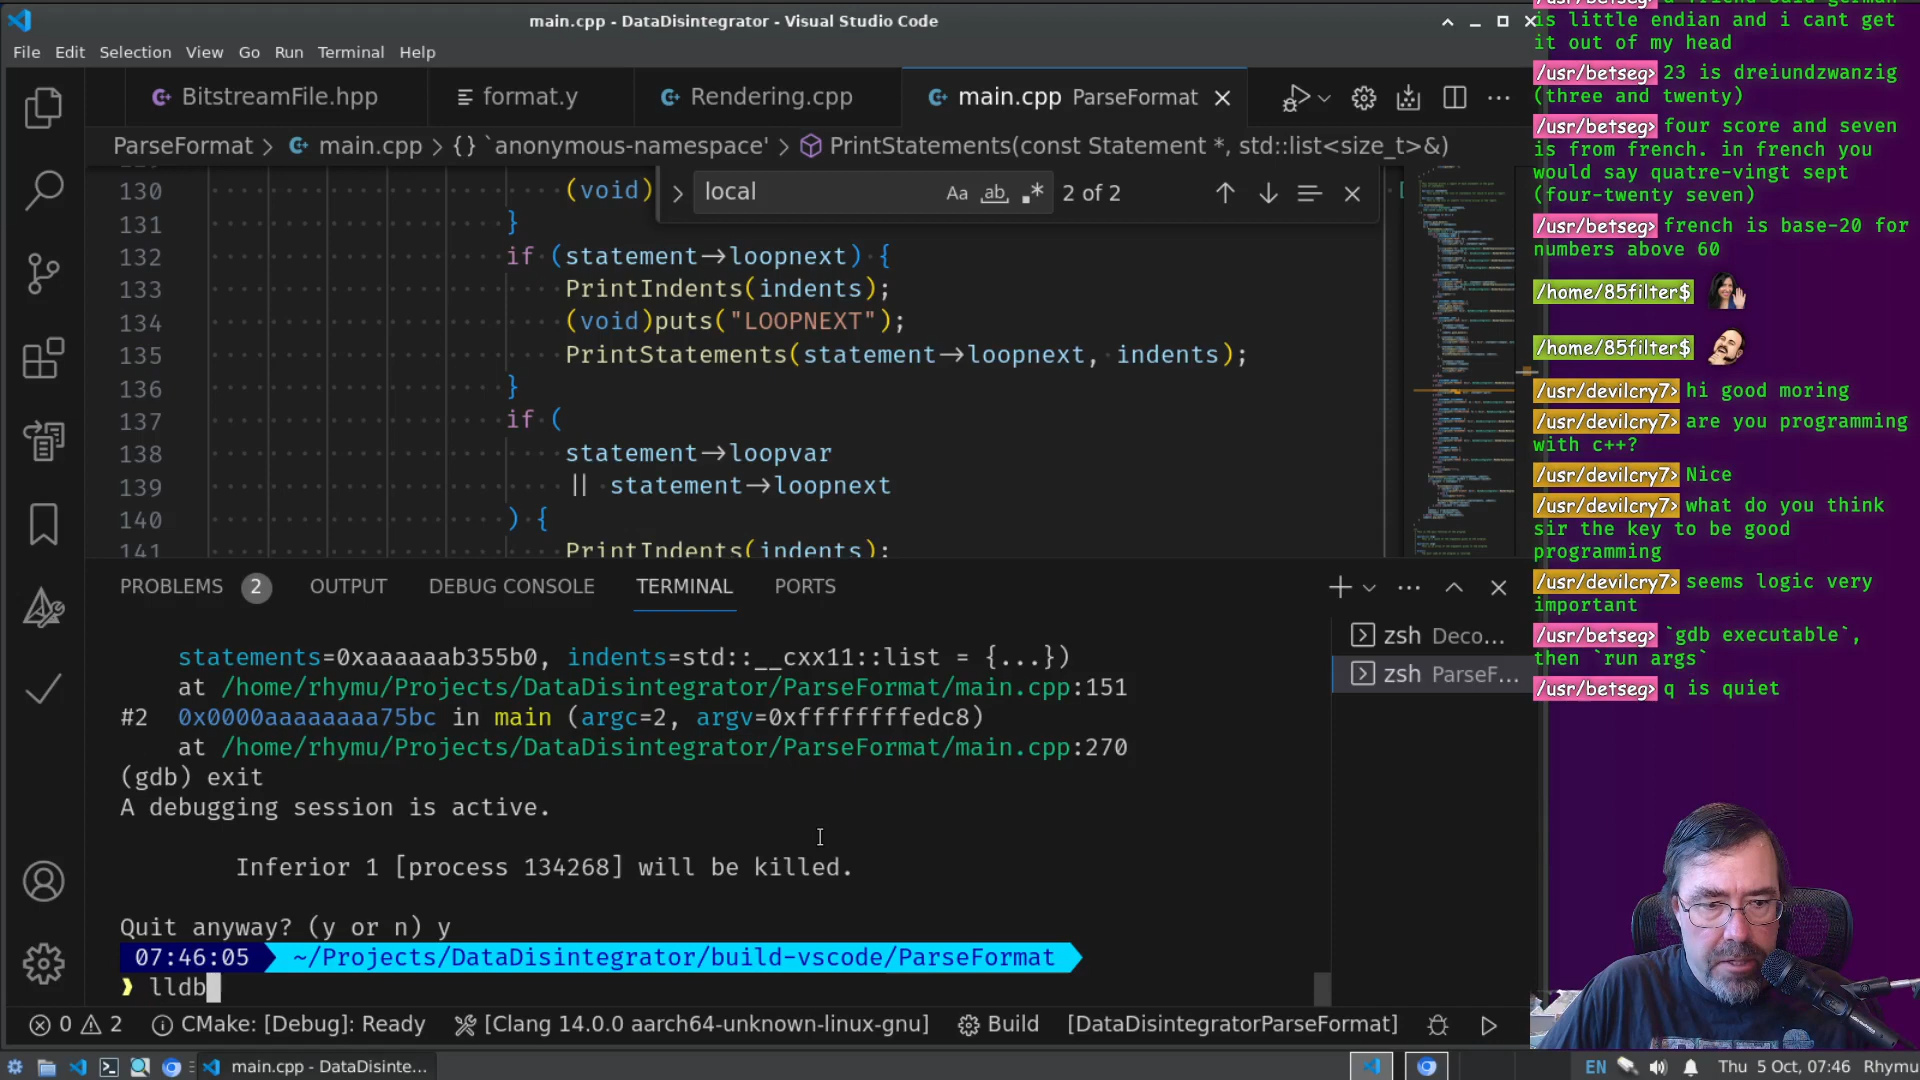 main.cpp - DataDisintegrator - Visual Studio Code
File Edit Selection View Go Run Terminal Help
BitstreamFile.hpp
format.y
Rendering.cpp
main.cpp ParseFormat
ParseFormat > main.cpp > {} `anonymous-namespace' > PrintStatements(const Statement *, std::list<size_t>&)
local
Aa ab .* 2 of 2
130 (void)
131 }
132 if (statement→loopnext) {
133 PrintIndents(indents);
134 (void)puts("LOOPNEXT");
135 PrintStatements(statement→loopnext, indents);
136 }
137 if (
138 statement→loopvar
139 || statement→loopnext
140 ) {
141 PrintIndents(indents);
PROBLEMS 2 OUTPUT DEBUG CONSOLE TERMINAL PORTS
statements=0xaaaaaab355b0, indents=std::__cxx11::list = {...})
at /home/rhymu/Projects/DataDisintegrator/ParseFormat/main.cpp:151
#2 0x0000aaaaaaaa75bc in main (argc=2, argv=0xffffffffedc8)
at /home/rhymu/Projects/DataDisintegrator/ParseFormat/main.cpp:270
(gdb) exit
A debugging session is active.
Inferior 1 [process 134268] will be killed.
Quit anyway? (y or n) y
07:46:05 ~/Projects/DataDisintegrator/build-vscode/ParseFormat
❱ lldb
zsh Deco...
zsh ParseF...
0 2 CMake: [Debug]: Ready [Clang 14.0.0 aarch64-unknown-linux-gnu] Build [DataDisintegratorParseFormat]
main.cpp - DataDisinte...
EN Thu 5 Oct, 07:46 Rhymu
is little endian and i cant get
it out of my head
/usr/betseg> 23 is dreiundzwanzig
(three and twenty)
/usr/betseg> four score and seven
is from french. in french you
would say quatre-vingt sept
(four-twenty seven)
/usr/betseg> french is base-20 for
numbers above 60
/home/85filter$
/home/85filter$
/usr/devilcry7> hi good moring
/usr/devilcry7> are you programming
with c++?
/usr/devilcry7> Nice
/usr/devilcry7> what do you think
sir the key to be good
programming
/usr/devilcry7> seems logic very
important
/usr/betseg> `gdb executable`,
then `run args`
/usr/betseg> q is quiet